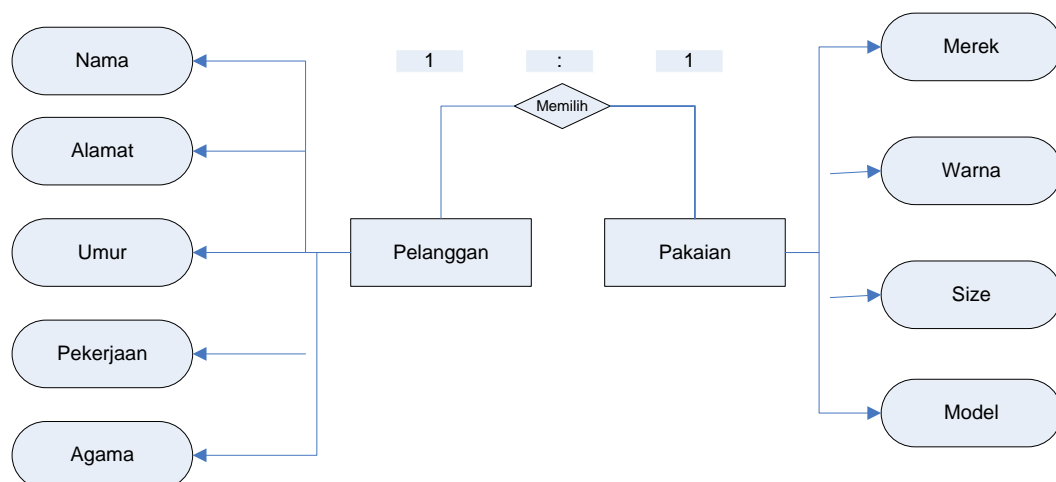 Nama
Alamat
Umur
Pekerjaan
Agama
1 : 1
Memilih
Pelanggan
Pakaian
Merek
Warna
Size
Model